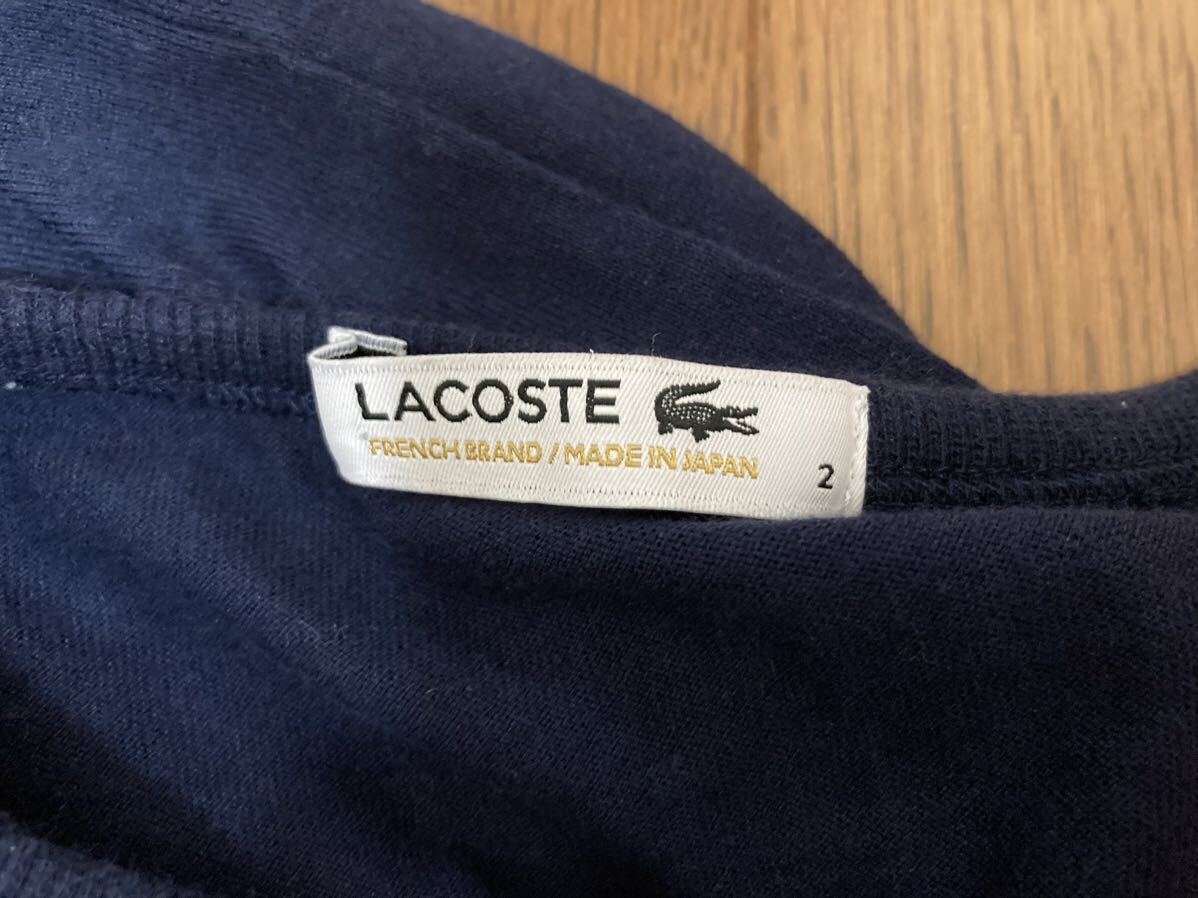 LACOSTE
FRENCH BRAND / MADE IN JAPAN
2